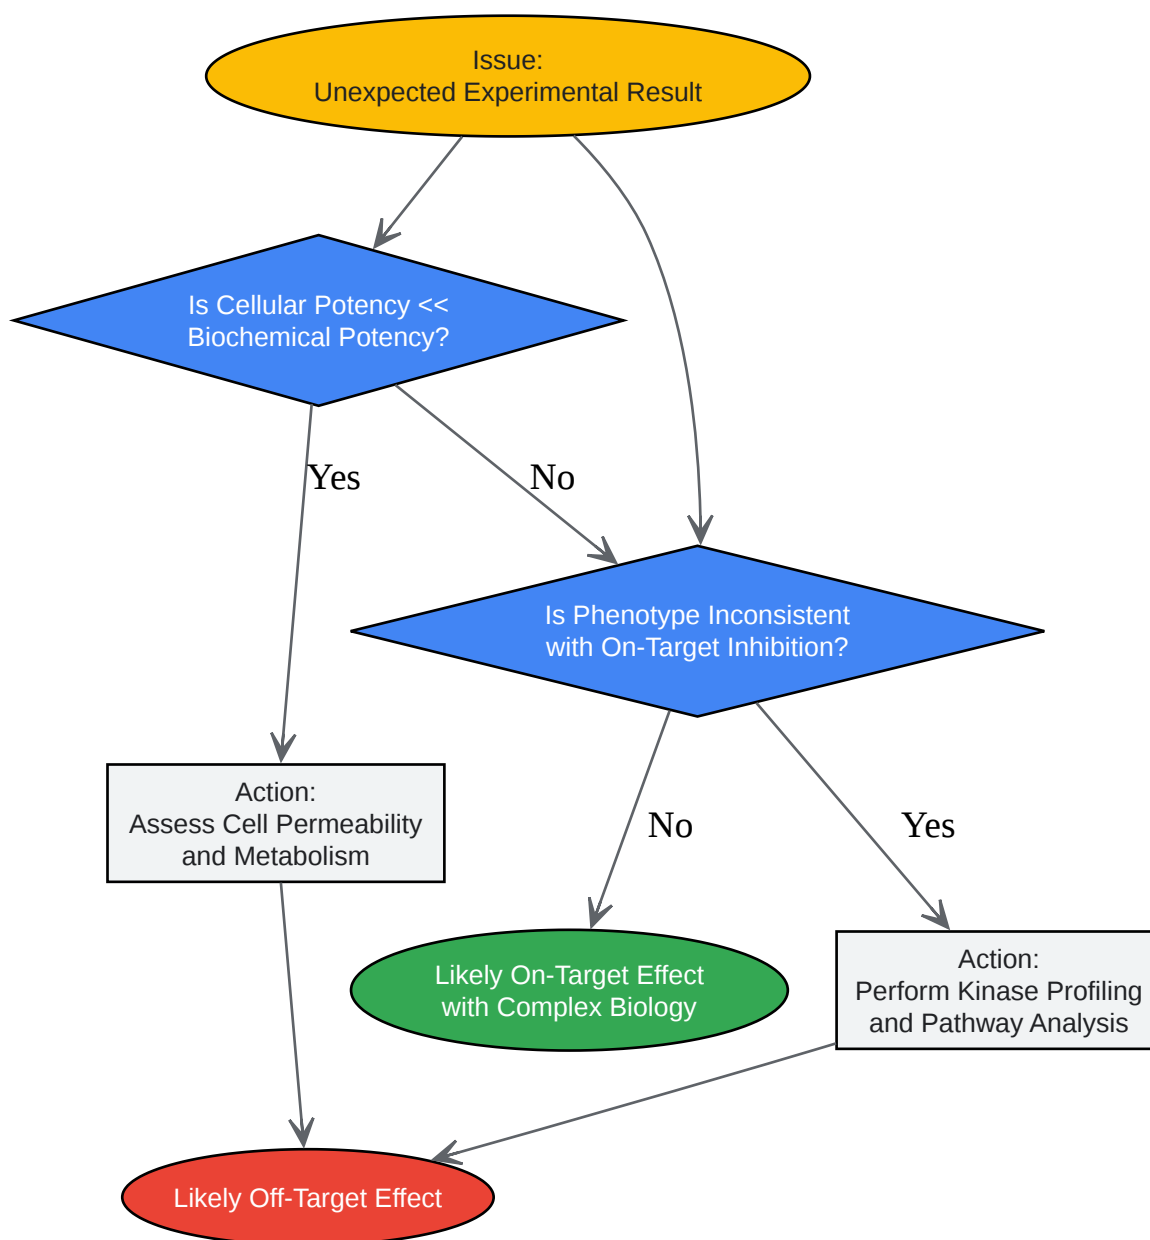 Issue:
Unexpected Experimental Result
Is Cellular Potency <<
Biochemical Potency?
Yes
No
Is Phenotype Inconsistent
with On-Target Inhibition?
Action:
Assess Cell Permeability
and Metabolism
No
Yes
Likely On-Target Effect
with Complex Biology
Action:
Perform Kinase Profiling
and Pathway Analysis
Likely Off-Target Effect